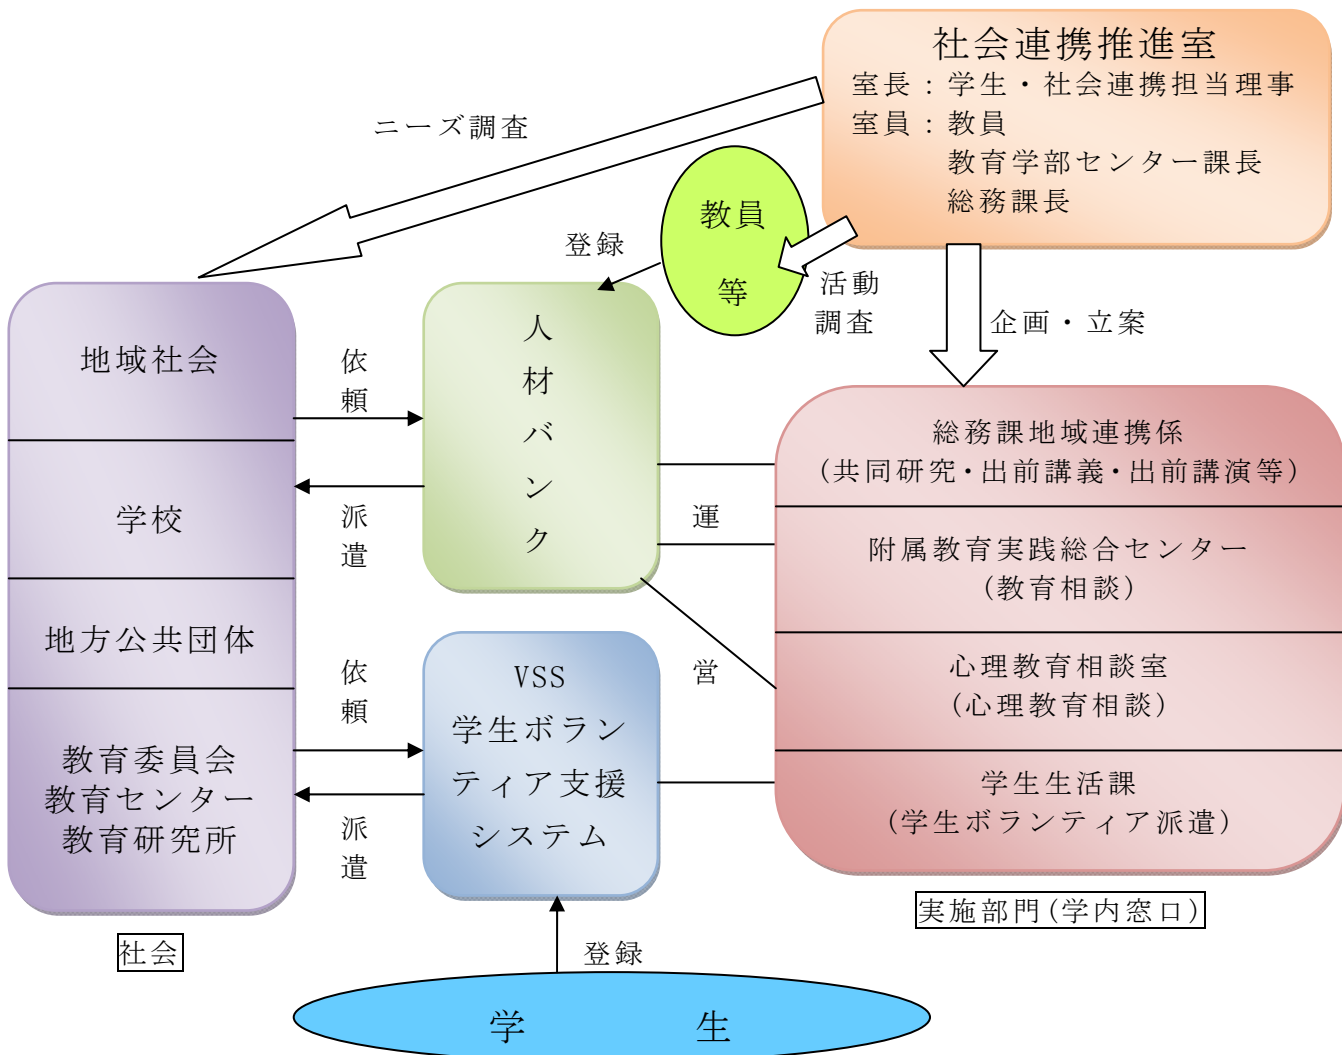 社会連携推進室
室長：学生・社会連携担当理事
室員：教員
教育学部センター課長
総務課長
ニーズ調査
教員
等
登録
活動
調査
企画・立案
地域社会
学校
地方公共団体
教育委員会
教育センター
教育研究所
社会
依頼
派遣
依頼
派遣
人材バンク
VSS
学生ボラン
ティア支援
システム
運
営
総務課地域連携係
(共同研究・出前講義・出前講演等)
附属教育実践総合センター
(教育相談)
心理教育相談室
(心理教育相談)
学生生活課
(学生ボランティア派遣)
実施部門(学内窓口)
登録
学 生